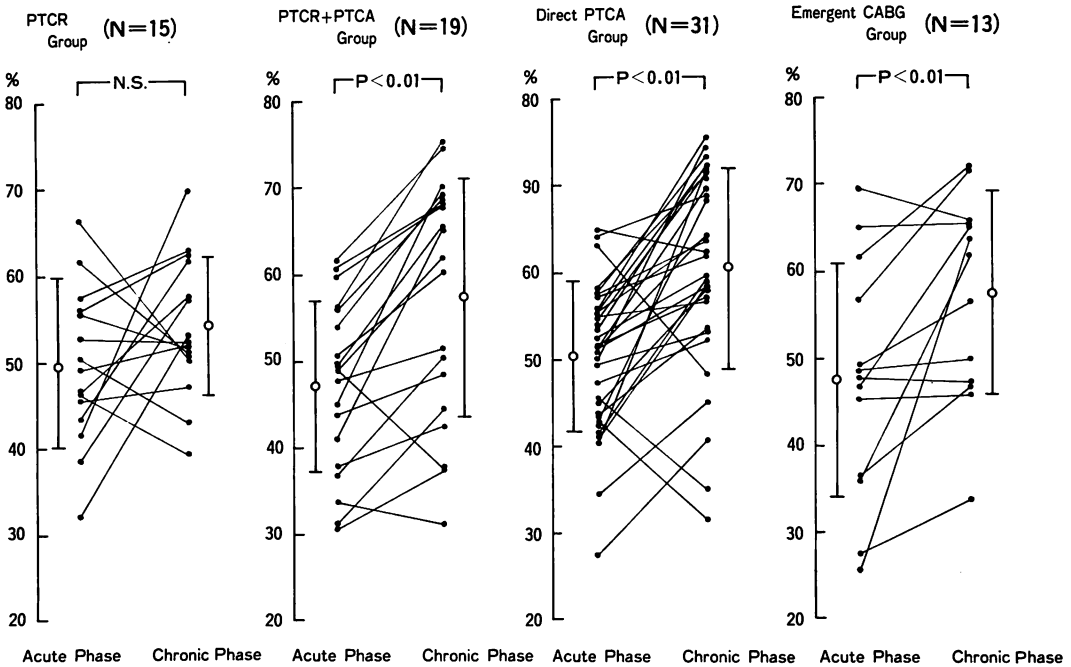 PTCR
Group (N=15)
N.S.
%
80
70
60
50
40
30
20
Acute Phase Chronic Phase
PTCR+PTCA
Group (N=19)
P<0.01
%
80
70
60
50
40
30
20
Acute Phase Chronic Phase
Direct PTCA
Group (N=31)
P<0.01
%
80
90
60
50
40
30
20
Acute Phase Chronic Phase
Emergent CABG
Group (N=13)
P<0.01
%
80
70
60
50
40
30
20
Acute Phase Chronic Phase